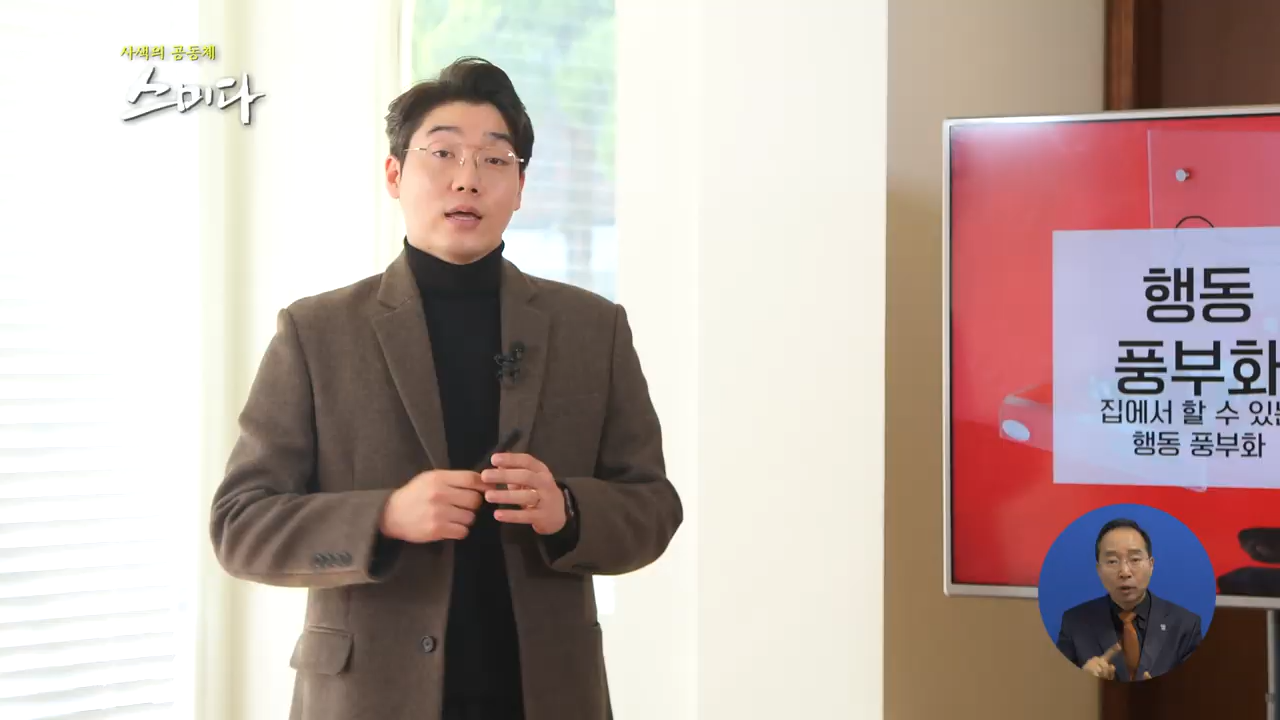 사색의 공동체
스미다
행동
풍부화
집에서 할 수 있는
행동 풍부화